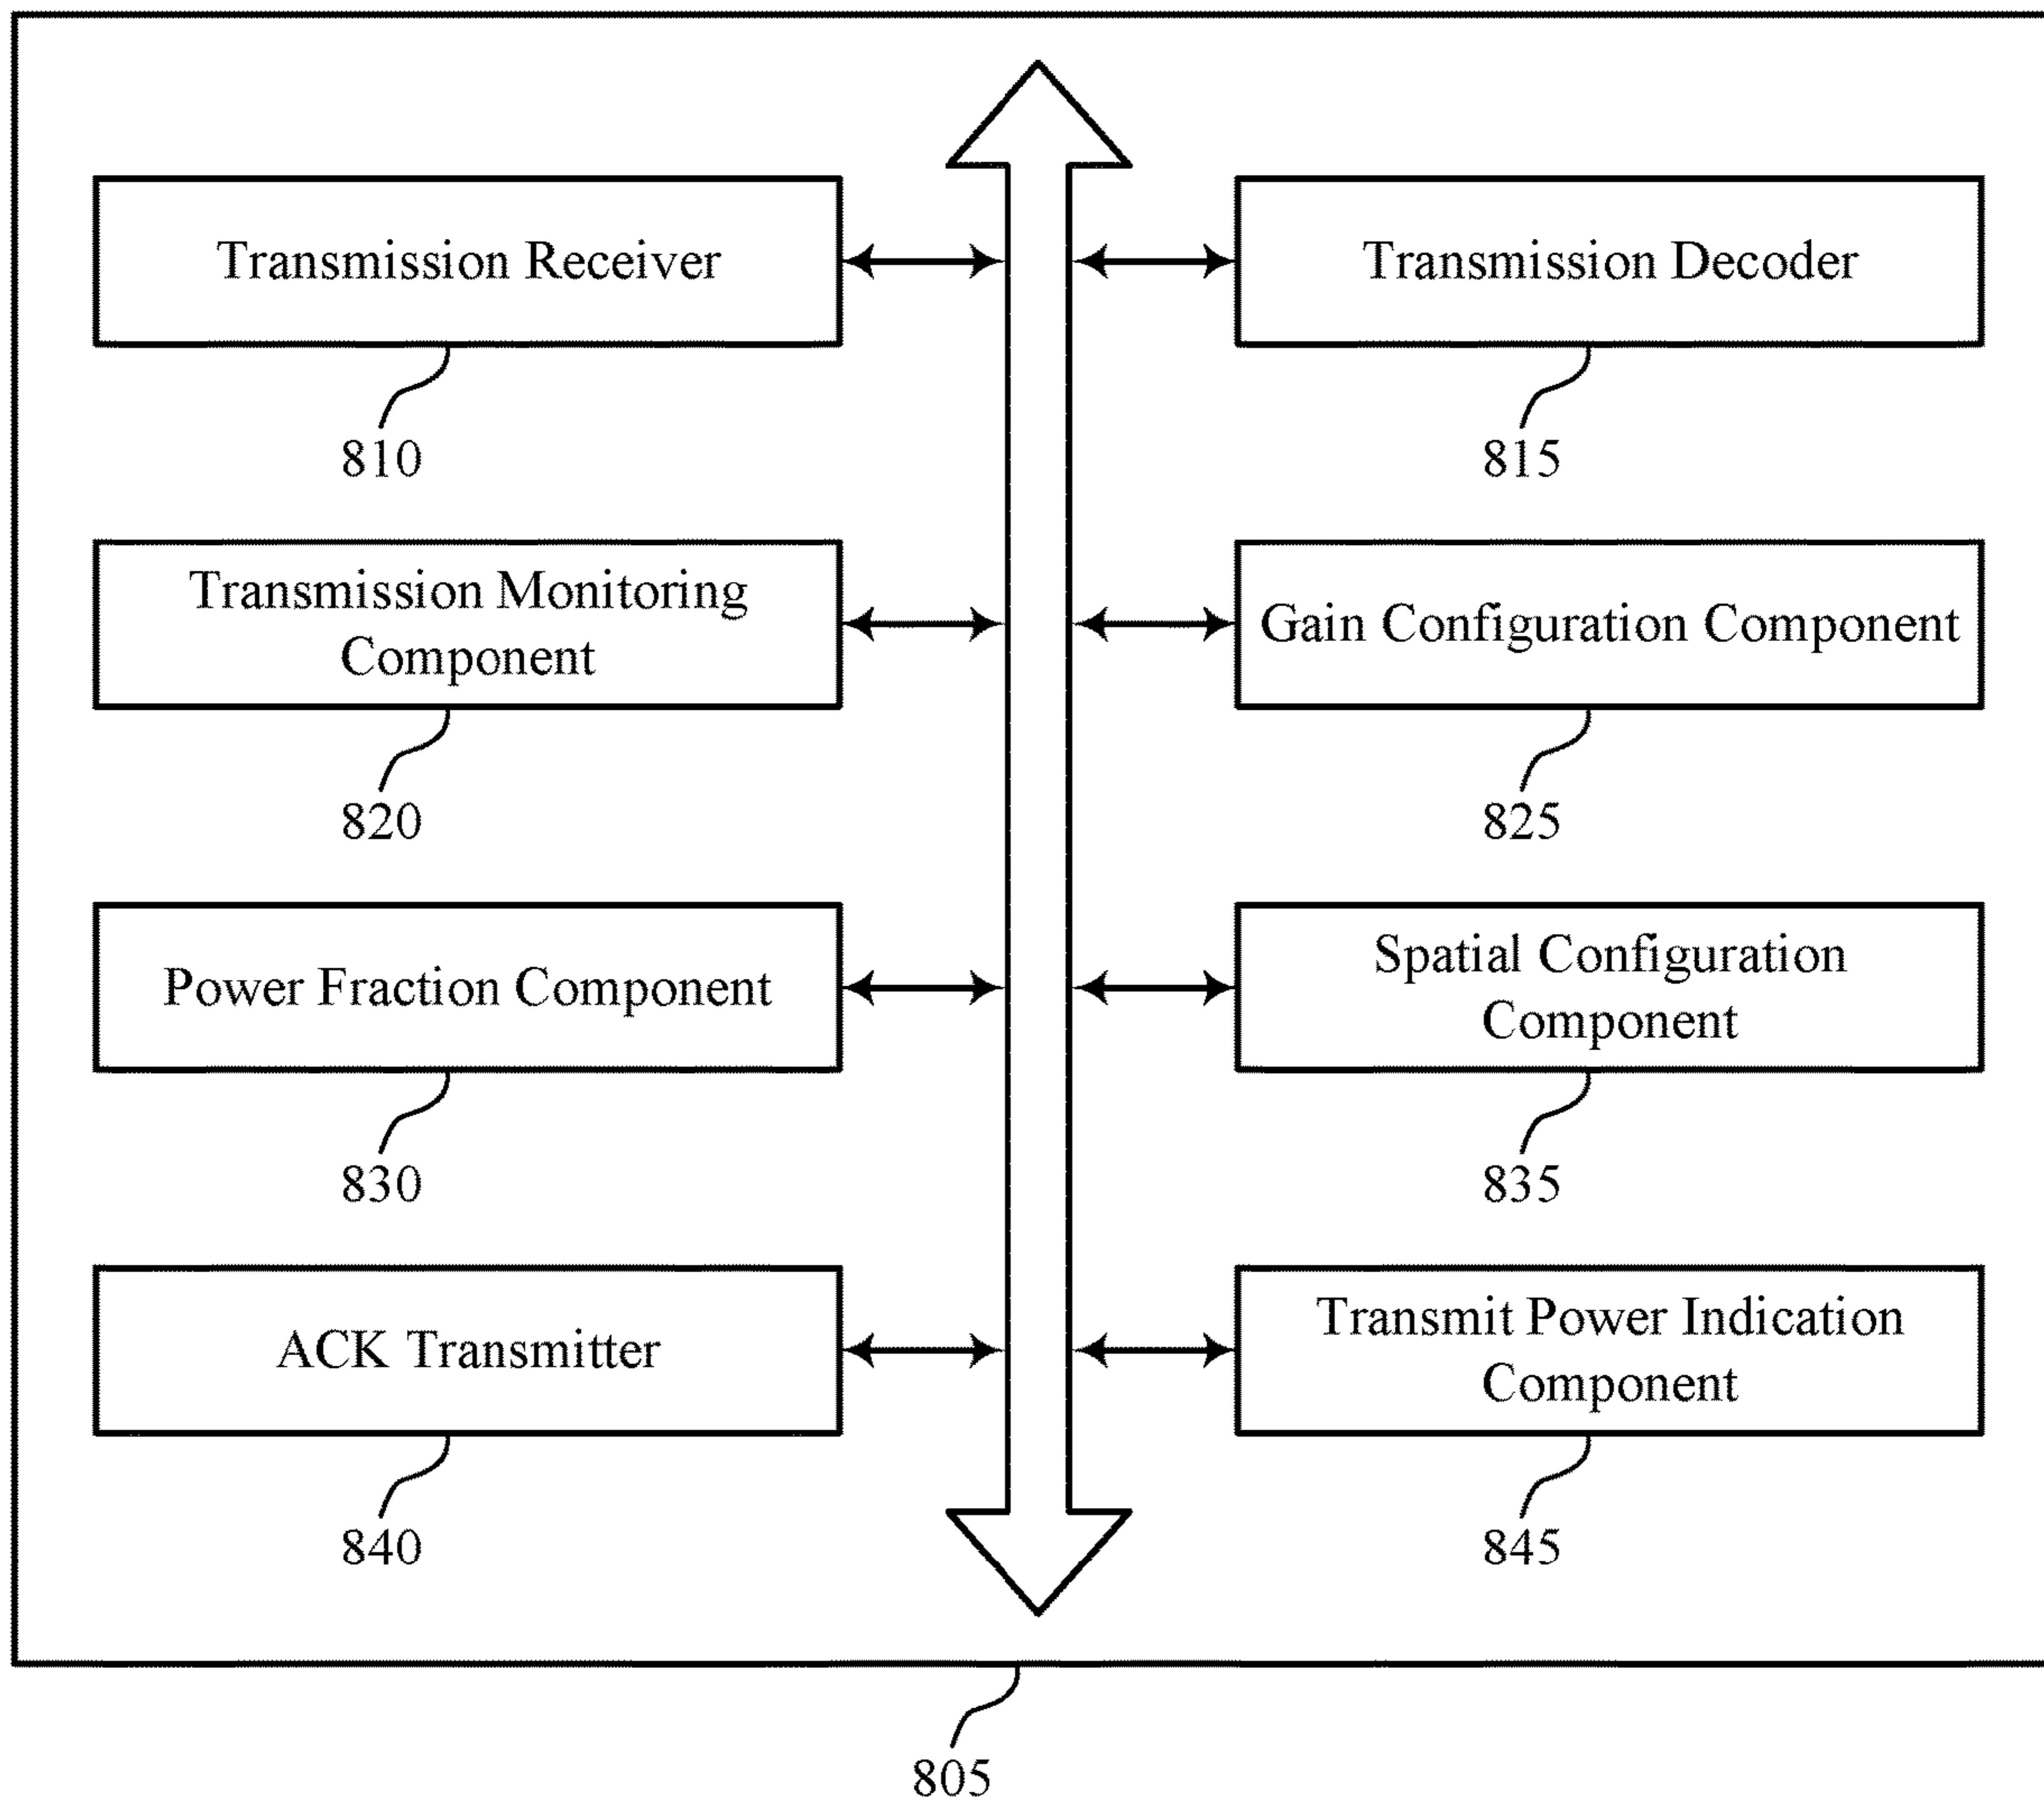 Transmission Receiver
810
Transmission Decoder
815
Transmission Monitoring
Component
820
Gain Configuration Component
825
Power Fraction Component
830
Spatial Configuration
Component
835
ACK Transmitter
840
Transmit Power Indication
Component
845
805